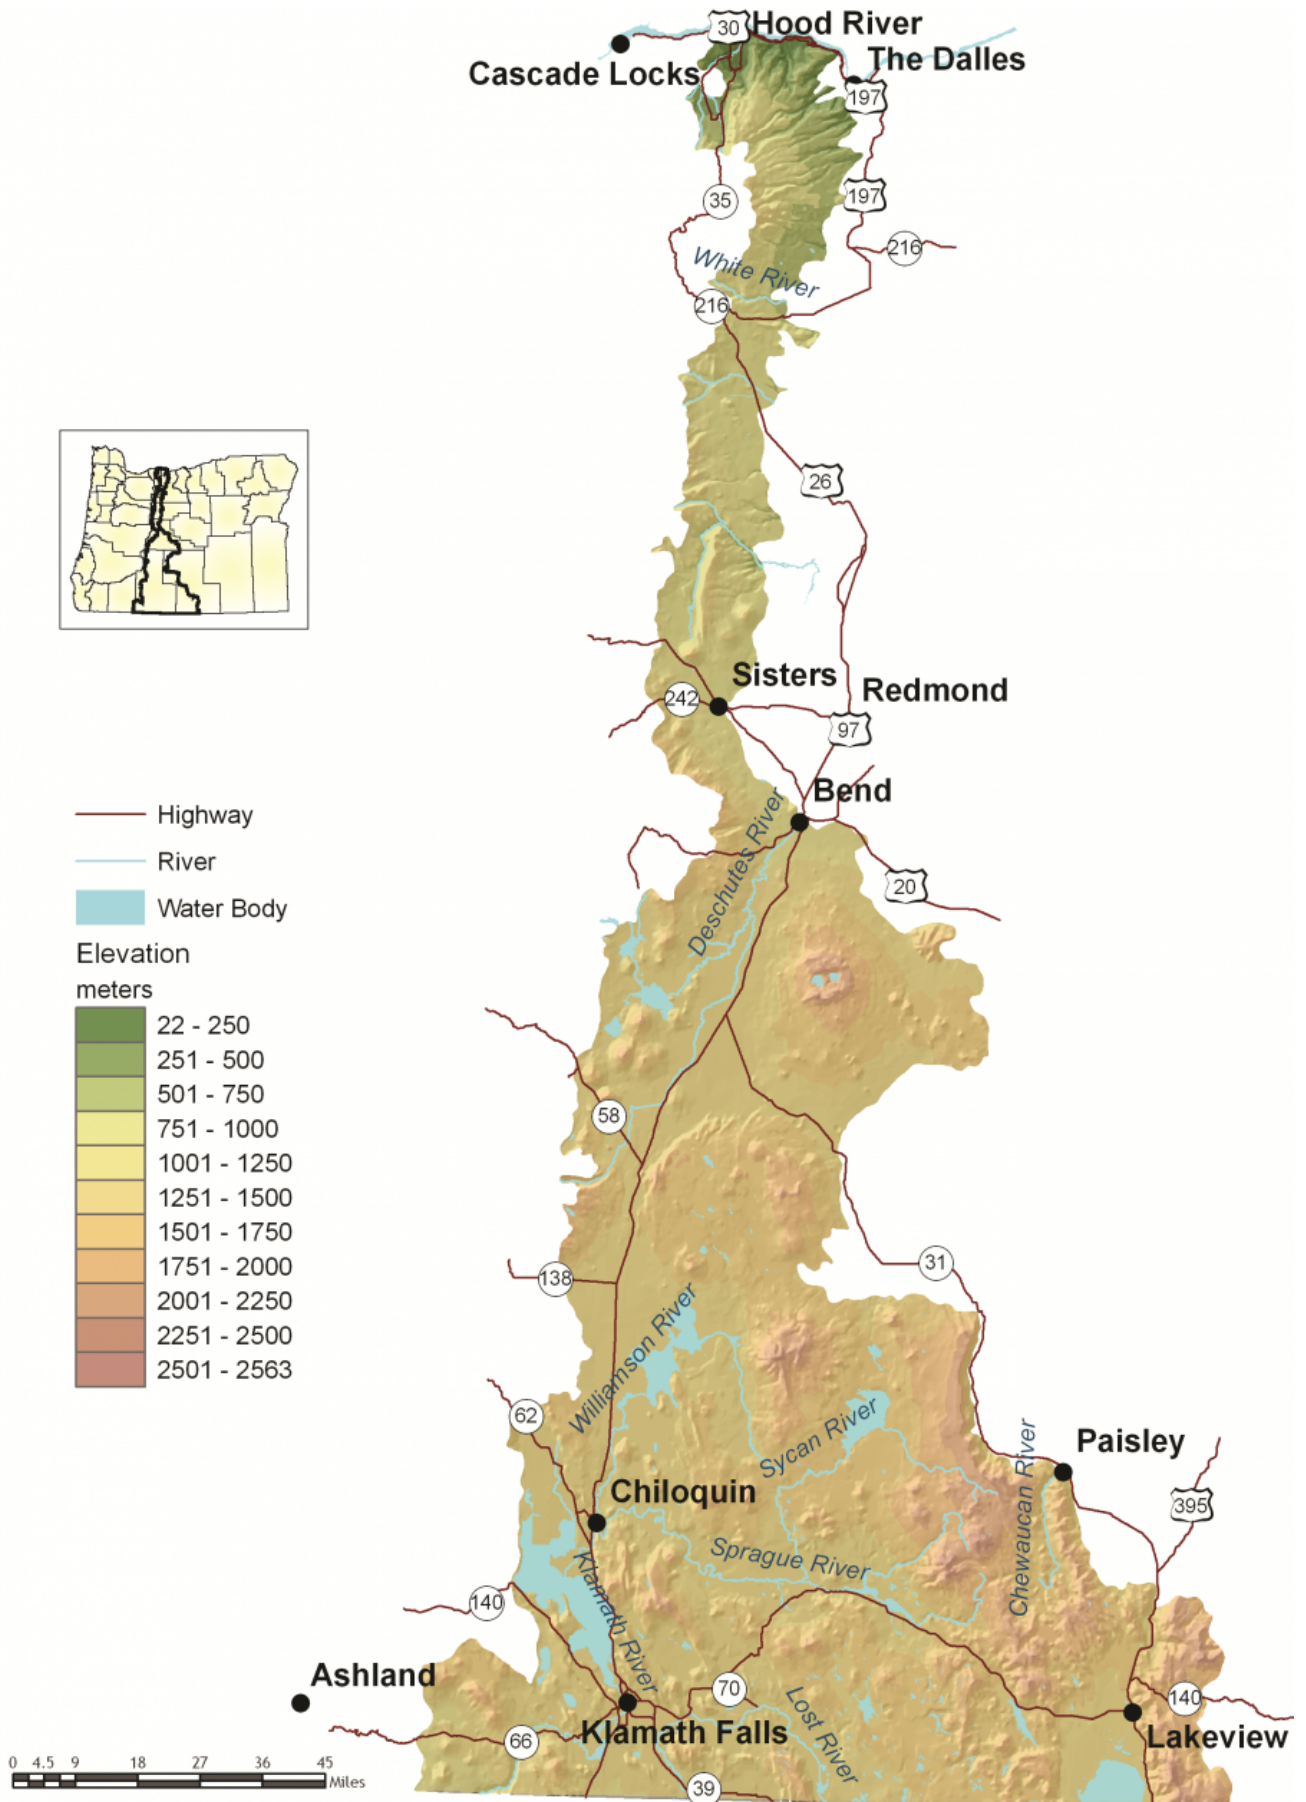 30
Hood River
Cascade Locks
The Dalles
197
35
197
216
White River
216
26
Sisters
242
Redmond
97
Bend
Deschutes River
20
Highway
River
Water Body
Elevation
meters
22 - 250
251 - 500
501 - 750
751 - 1000
1001 - 1250
1251 - 1500
1501 - 1750
1751 - 2000
2001 - 2250
2251 - 2500
2501 - 2563
58
31
138
Williamson River
62
Sycan River
Chewaucan River
Paisley
395
Chiloquin
Sprague River
Klamath River
140
Ashland
70
Lost River
140
Klamath Falls
Lakeview
66
39
0 4.5 9 18 27 36 45
Miles